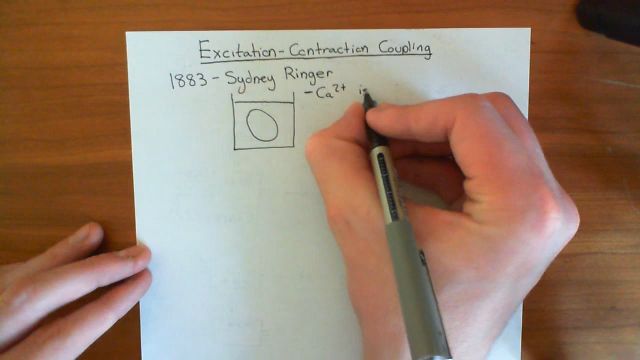 Excitation-Contraction Coupling
1883 - Sydney Ringer
- Ca²⁺ i